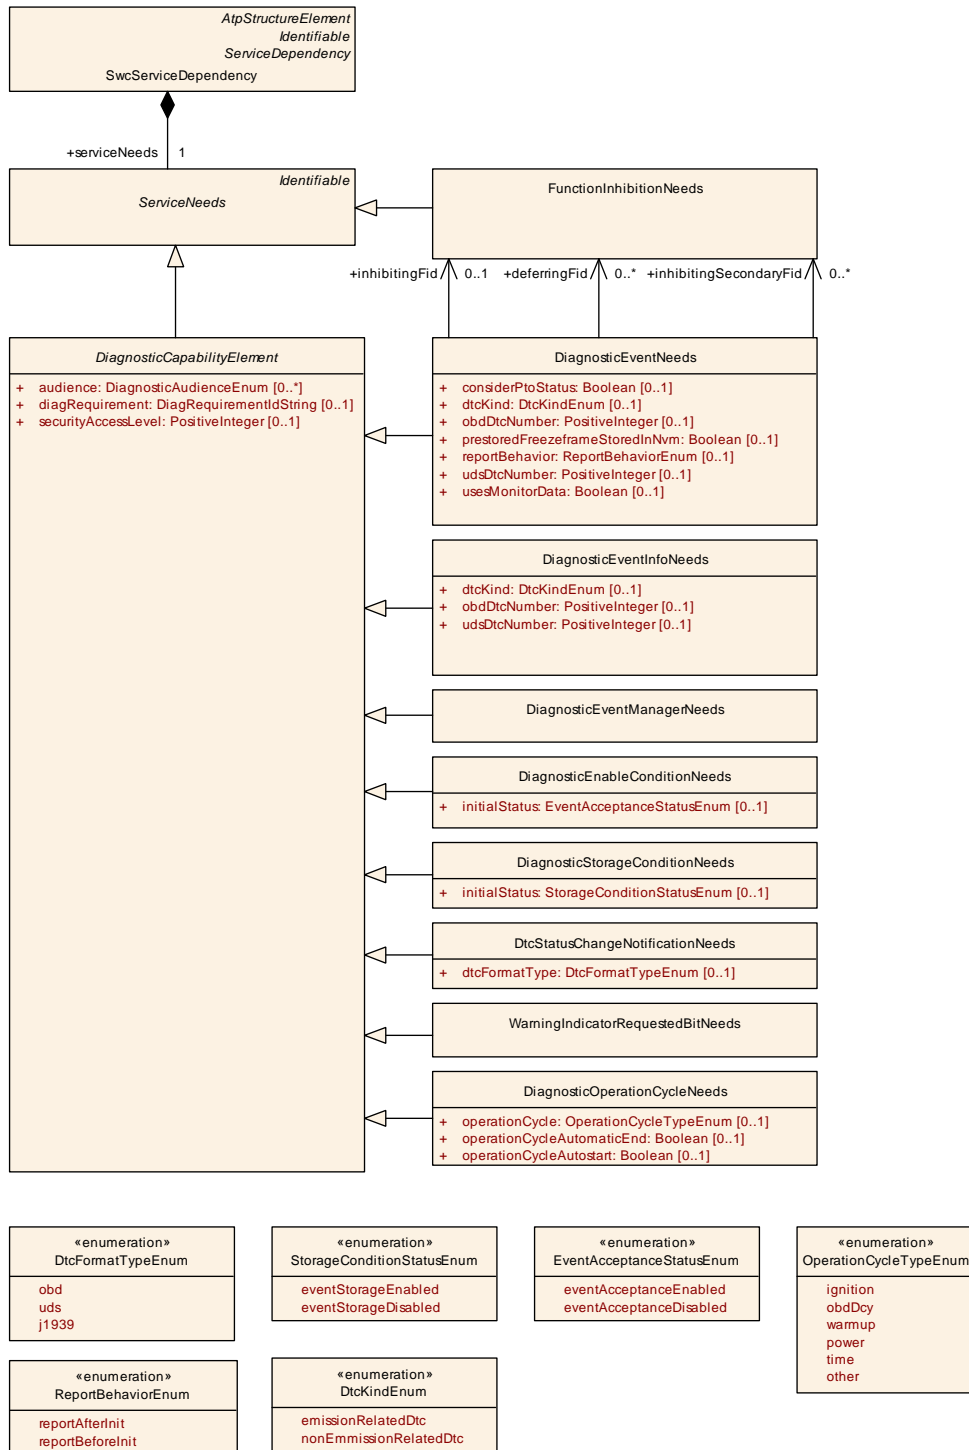 AtpStructureElement
Identifiable
ServiceDependency
SwcServiceDependency
+serviceNeeds 1
Identifiable
ServiceNeeds
FunctionInhibitionNeeds
+inhibitingFid 0..1 +deferringFid 0..* +inhibitingSecondaryFid 0..*
DiagnosticCapabilityElement
+ audience: DiagnosticAudienceEnum [0..*]
+ diagRequirement: DiagRequirementIdString [0..1]
+ securityAccessLevel: PositiveInteger [0..1]
DiagnosticEventNeeds
+ considerPtoStatus: Boolean [0..1]
+ dtcKind: DtcKindEnum [0..1]
+ obdDtcNumber: PositiveInteger [0..1]
+ prestoredFreezeframeStoredInNvm: Boolean [0..1]
+ reportBehavior: ReportBehaviorEnum [0..1]
+ udsDtcNumber: PositiveInteger [0..1]
+ usesMonitorData: Boolean [0..1]
DiagnosticEventInfoNeeds
+ dtcKind: DtcKindEnum [0..1]
+ obdDtcNumber: PositiveInteger [0..1]
+ udsDtcNumber: PositiveInteger [0..1]
DiagnosticEventManagerNeeds
DiagnosticEnableConditionNeeds
+ initialStatus: EventAcceptanceStatusEnum [0..1]
DiagnosticStorageConditionNeeds
+ initialStatus: StorageConditionStatusEnum [0..1]
DtcStatusChangeNotificationNeeds
+ dtcFormatType: DtcFormatTypeEnum [0..1]
WarningIndicatorRequestedBitNeeds
DiagnosticOperationCycleNeeds
+ operationCycle: OperationCycleTypeEnum [0..1]
+ operationCycleAutomaticEnd: Boolean [0..1]
+ operationCycleAutostart: Boolean [0..1]
«enumeration»
DtcFormatTypeEnum
obd
uds
j1939
«enumeration»
StorageConditionStatusEnum
eventStorageEnabled
eventStorageDisabled
«enumeration»
EventAcceptanceStatusEnum
eventAcceptanceEnabled
eventAcceptanceDisabled
«enumeration»
OperationCycleTypeEnum
ignition
obdDcy
warmup
power
time
other
«enumeration»
ReportBehaviorEnum
reportAfterInit
reportBeforeInit
«enumeration»
DtcKindEnum
emissionRelatedDtc
nonEmmissionRelatedDtc